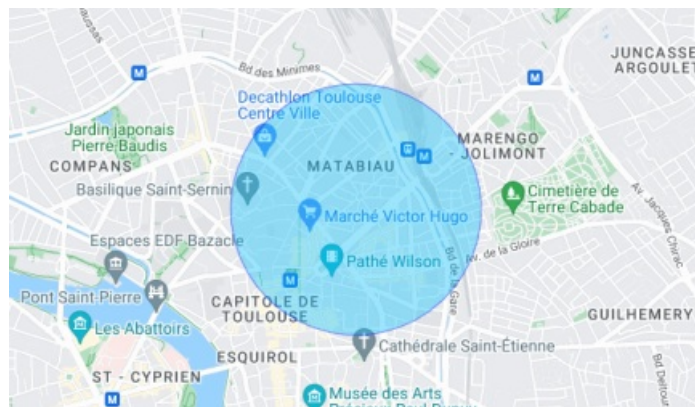 JUNCASSE
ARGOULET
aussas
Bd des Minimes
M
M
Decathlon Toulouse
Centre Ville
Jardin japonais
Pierre Baudis
COMPANS
MATABIAU
M
MARENGO
- JOLIMONT
Basilique Saint-Sernin
Cimetière de
Terre Cabade
Av. Jacques Chirac
Marché Victor Hugo
Espaces EDF Bazacle
Av. de la Gloire
Bd de la Gare
Pathé Wilson
M
Pont Saint-Pierre
CAPITOLE DE
TOULOUSE
Les Abattoirs
GUILHEMERY
ESQUIROL
Cathédrale Saint-Étienne
ST - CYPRIEN
Bd Deltour
M
Musée des Arts